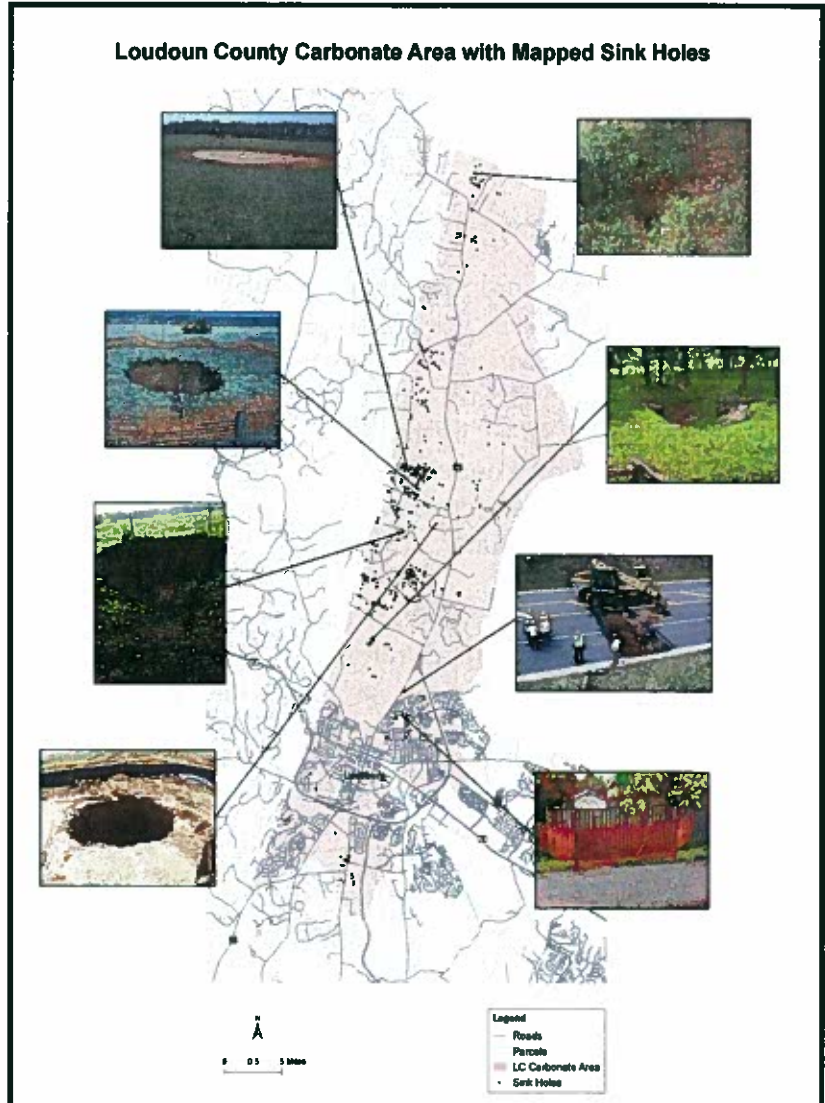 Loudoun County Carbonate Area with Mapped Sink Holes
N
Legend
Roads
Parcels
LC Carbonate Area
Sink Holes